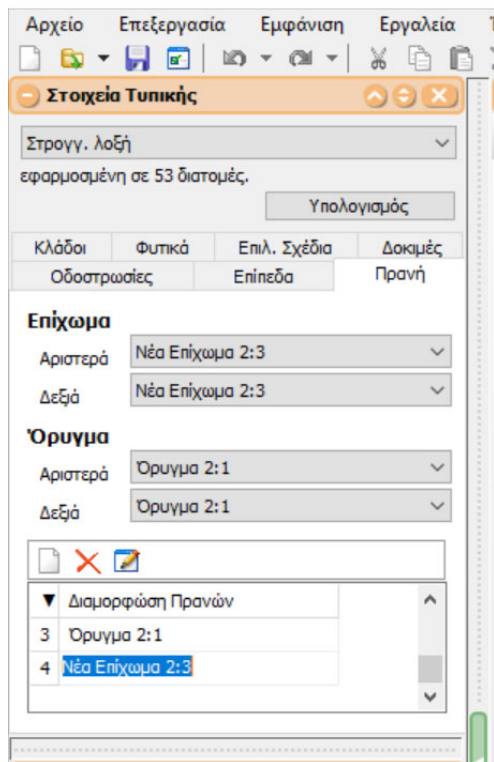 Αρχείο Επεξεργασία Εμφάνιση Εργαλεία
Στοιχεία Τυπικής
Στρογγ. λοξή
εφαρμοσμένη σε 53 διατομές.
Υπολογισμός
Κλάδοι Φυτικά Επιλ. Σχέδια Δοκιμές
Οδοστρωσίες Επίπεδα Πρανή
Επίχωμα
Αριστερά Νέα Επίχωμα 2:3
Δεξιά Νέα Επίχωμα 2:3
Όρυγμα
Αριστερά Όρυγμα 2:1
Δεξιά Όρυγμα 2:1
▼ Διαμορφώση Πρανών
3 Όρυγμα 2:1
4 Νέα Επίχωμα 2:3